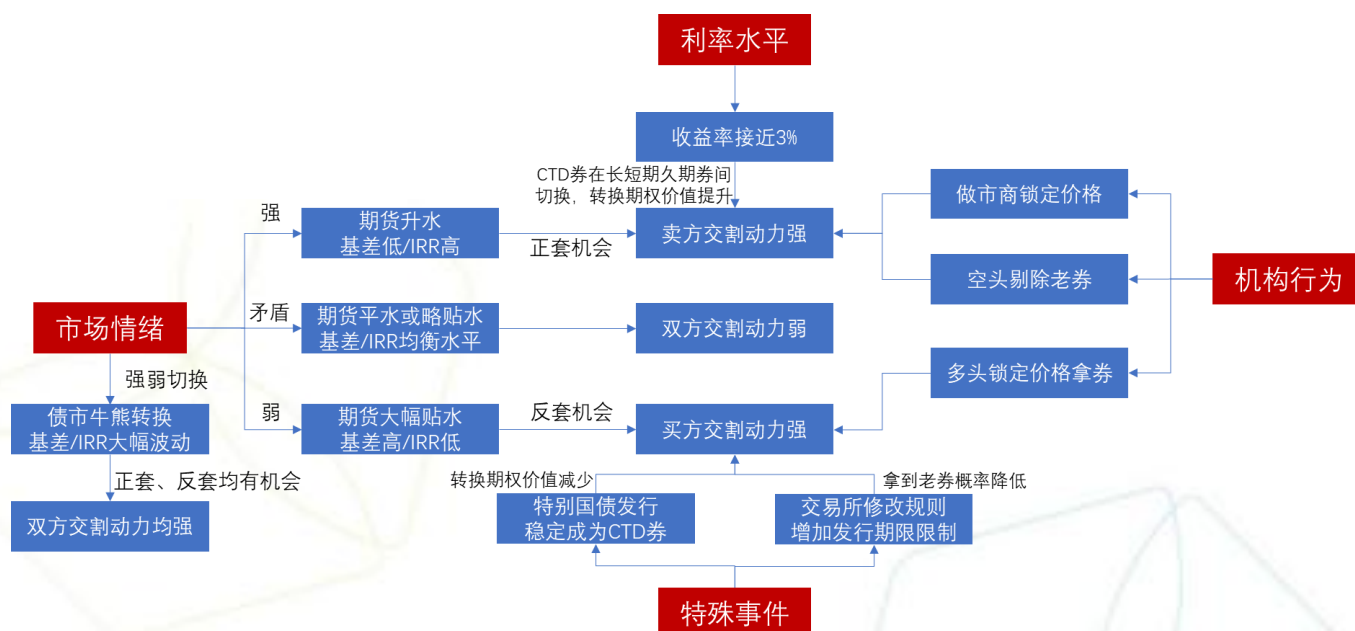 利率水平
收益率接近3%
CTD券在长短期久期券间
切换，转换期权价值提升
做市商锁定价格
强
期货升水
基差低/IRR高
正套机会
卖方交割动力强
空头剔除老券
机构行为
市场情绪
矛盾
期货平水或略贴水
基差/IRR均衡水平
双方交割动力弱
多头锁定价格拿券
强弱切换
债市牛熊转换
基差/IRR大幅波动
弱
期货大幅贴水
基差高/IRR低
反套机会
买方交割动力强
正套、反套均有机会
双方交割动力均强
转换期权价值减少
拿到老券概率降低
特别国债发行
稳定成为CTD券
交易所修改规则
增加发行期限限制
特殊事件